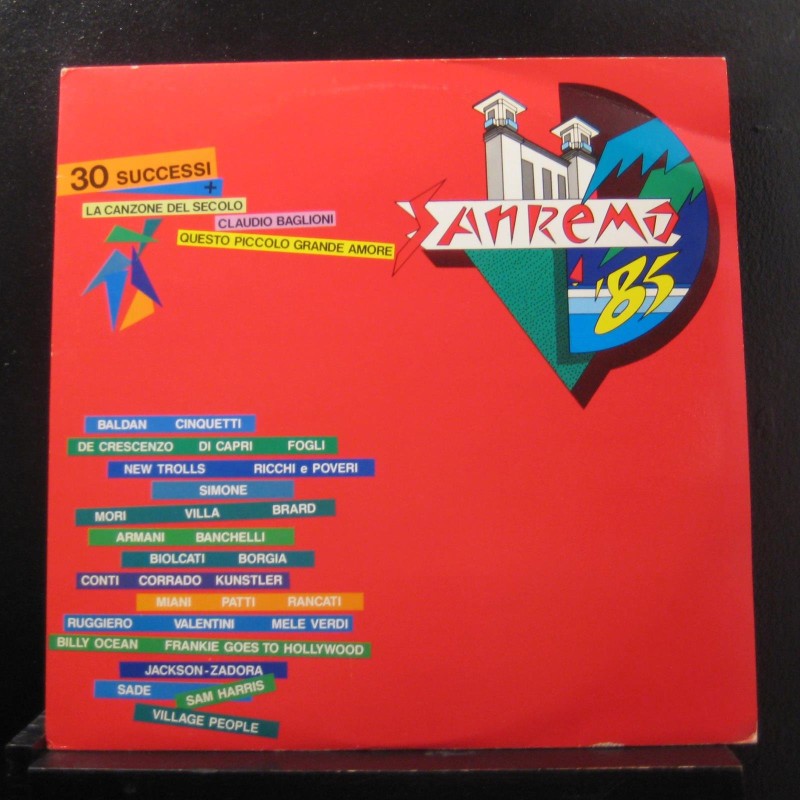 30 SUCCESSI
+
LA CANZONE DEL SECOLO
CLAUDIO BAGLIONI
QUESTO PICCOLO GRANDE AMORE
SANREMO
'85
BALDAN CINQUETTI
DE CRESCENZO DI CAPRI FOGLI
NEW TROLLS RICCHI e POVERI
SIMONE
MORI VILLA BRARD
ARMANI BANCHELLI
BIOLCATI BORGIA
CONTI CORRADO KUNSTLER
MIANI PATTI RANCATI
RUGGIERO VALENTINI MELE VERDI
BILLY OCEAN FRANKIE GOES TO HOLLYWOOD
JACKSON-ZADORA
SADE SAM HARRIS
VILLAGE PEOPLE